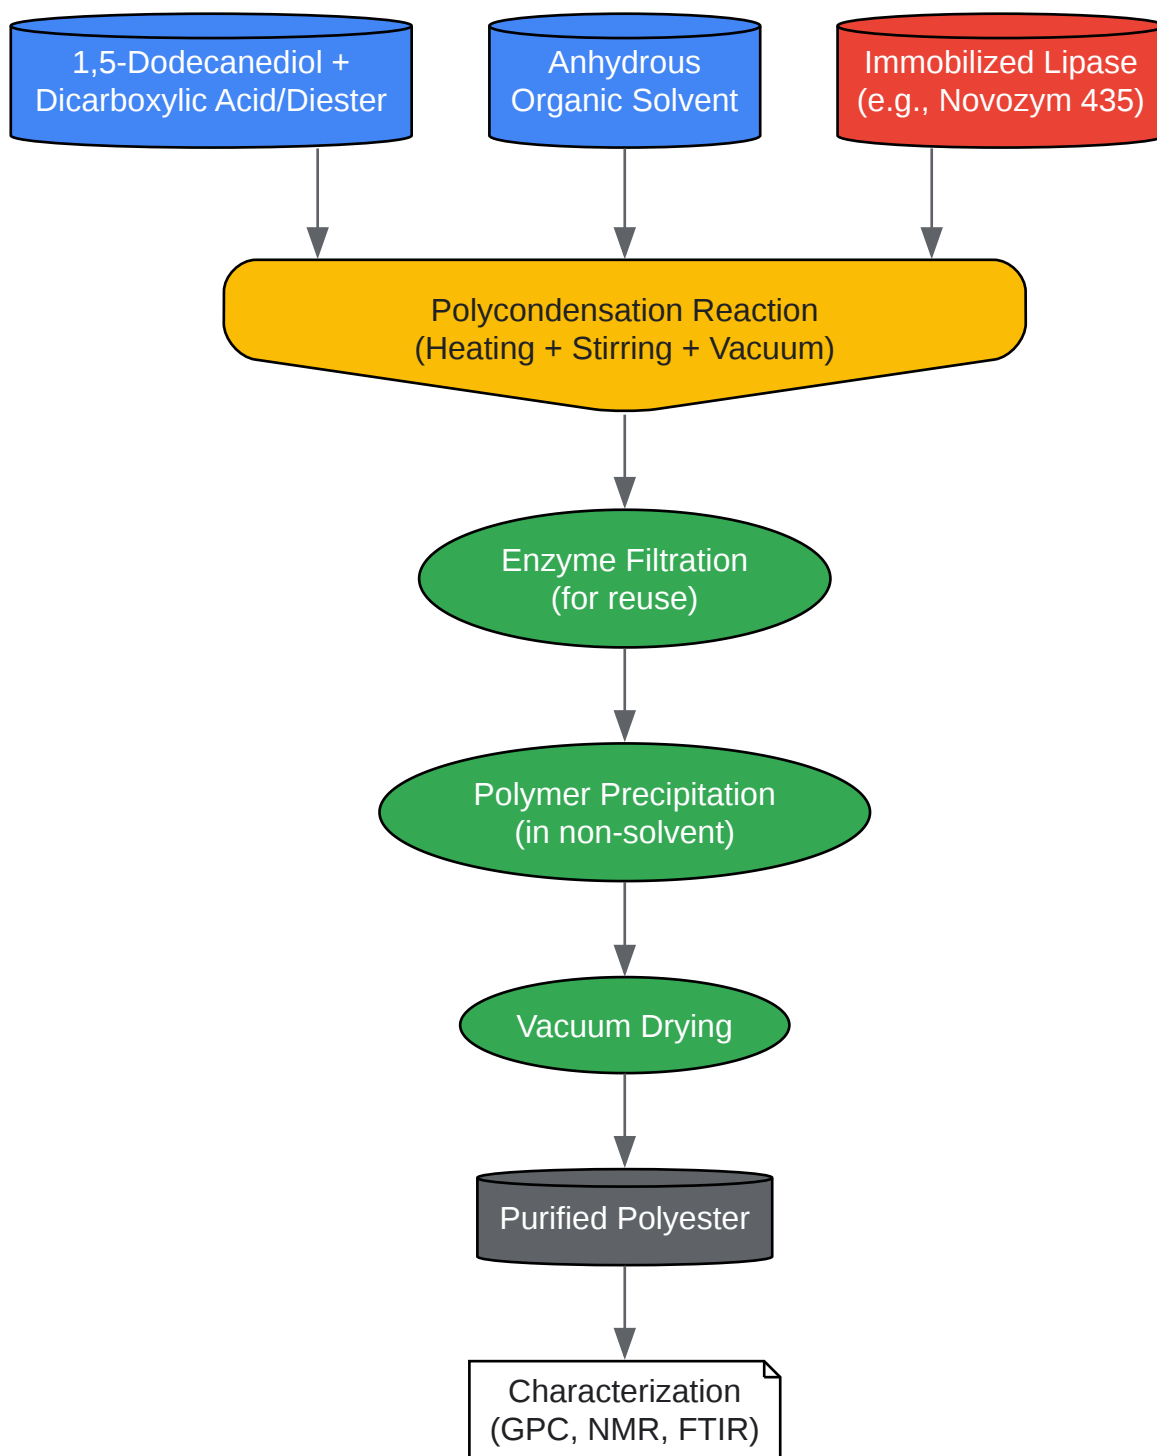 1,5-Dodecanediol +
Dicarboxylic Acid/Diester
Anhydrous
Organic Solvent
Immobilized Lipase
(e.g., Novozym 435)
Polycondensation Reaction
(Heating + Stirring + Vacuum)
Enzyme Filtration
(for reuse)
Polymer Precipitation
(in non-solvent)
Vacuum Drying
Purified Polyester
Characterization
(GPC, NMR, FTIR)